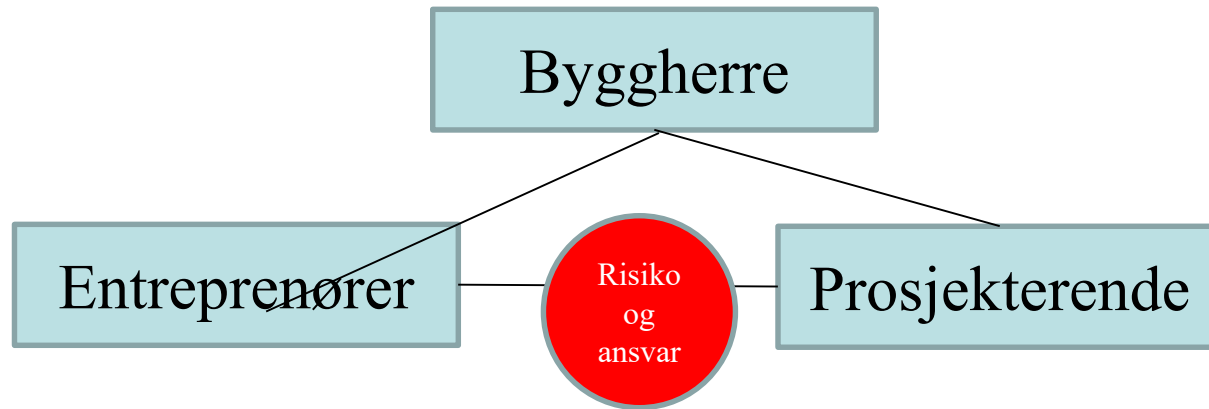 Byggherre
Entreprenører
Risiko
og
ansvar
Prosjekterende